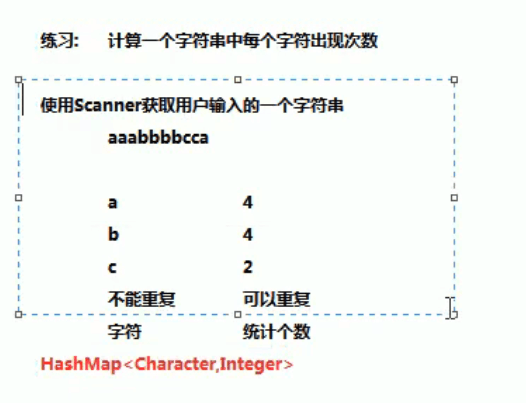 练习: 计算一个字符串中每个字符出现次数
使用Scanner获取用户输入的一个字符串
aaabbbbcca
a 4
b 4
c 2
不能重复 可以重复
字符 统计个数
HashMap<Character,Integer>